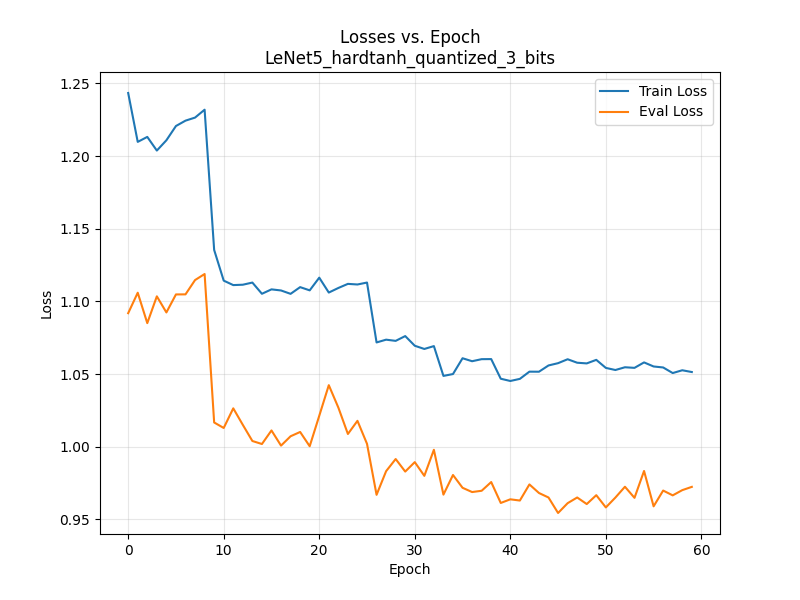 Losses vs. Epoch
LeNet5_hardtanh_quantized_3_bits
Train Loss
Eval Loss
1.25
1.20
1.15
1.10
1.05
1.00
0.95
Loss
0 10 20 30 40 50 60
Epoch